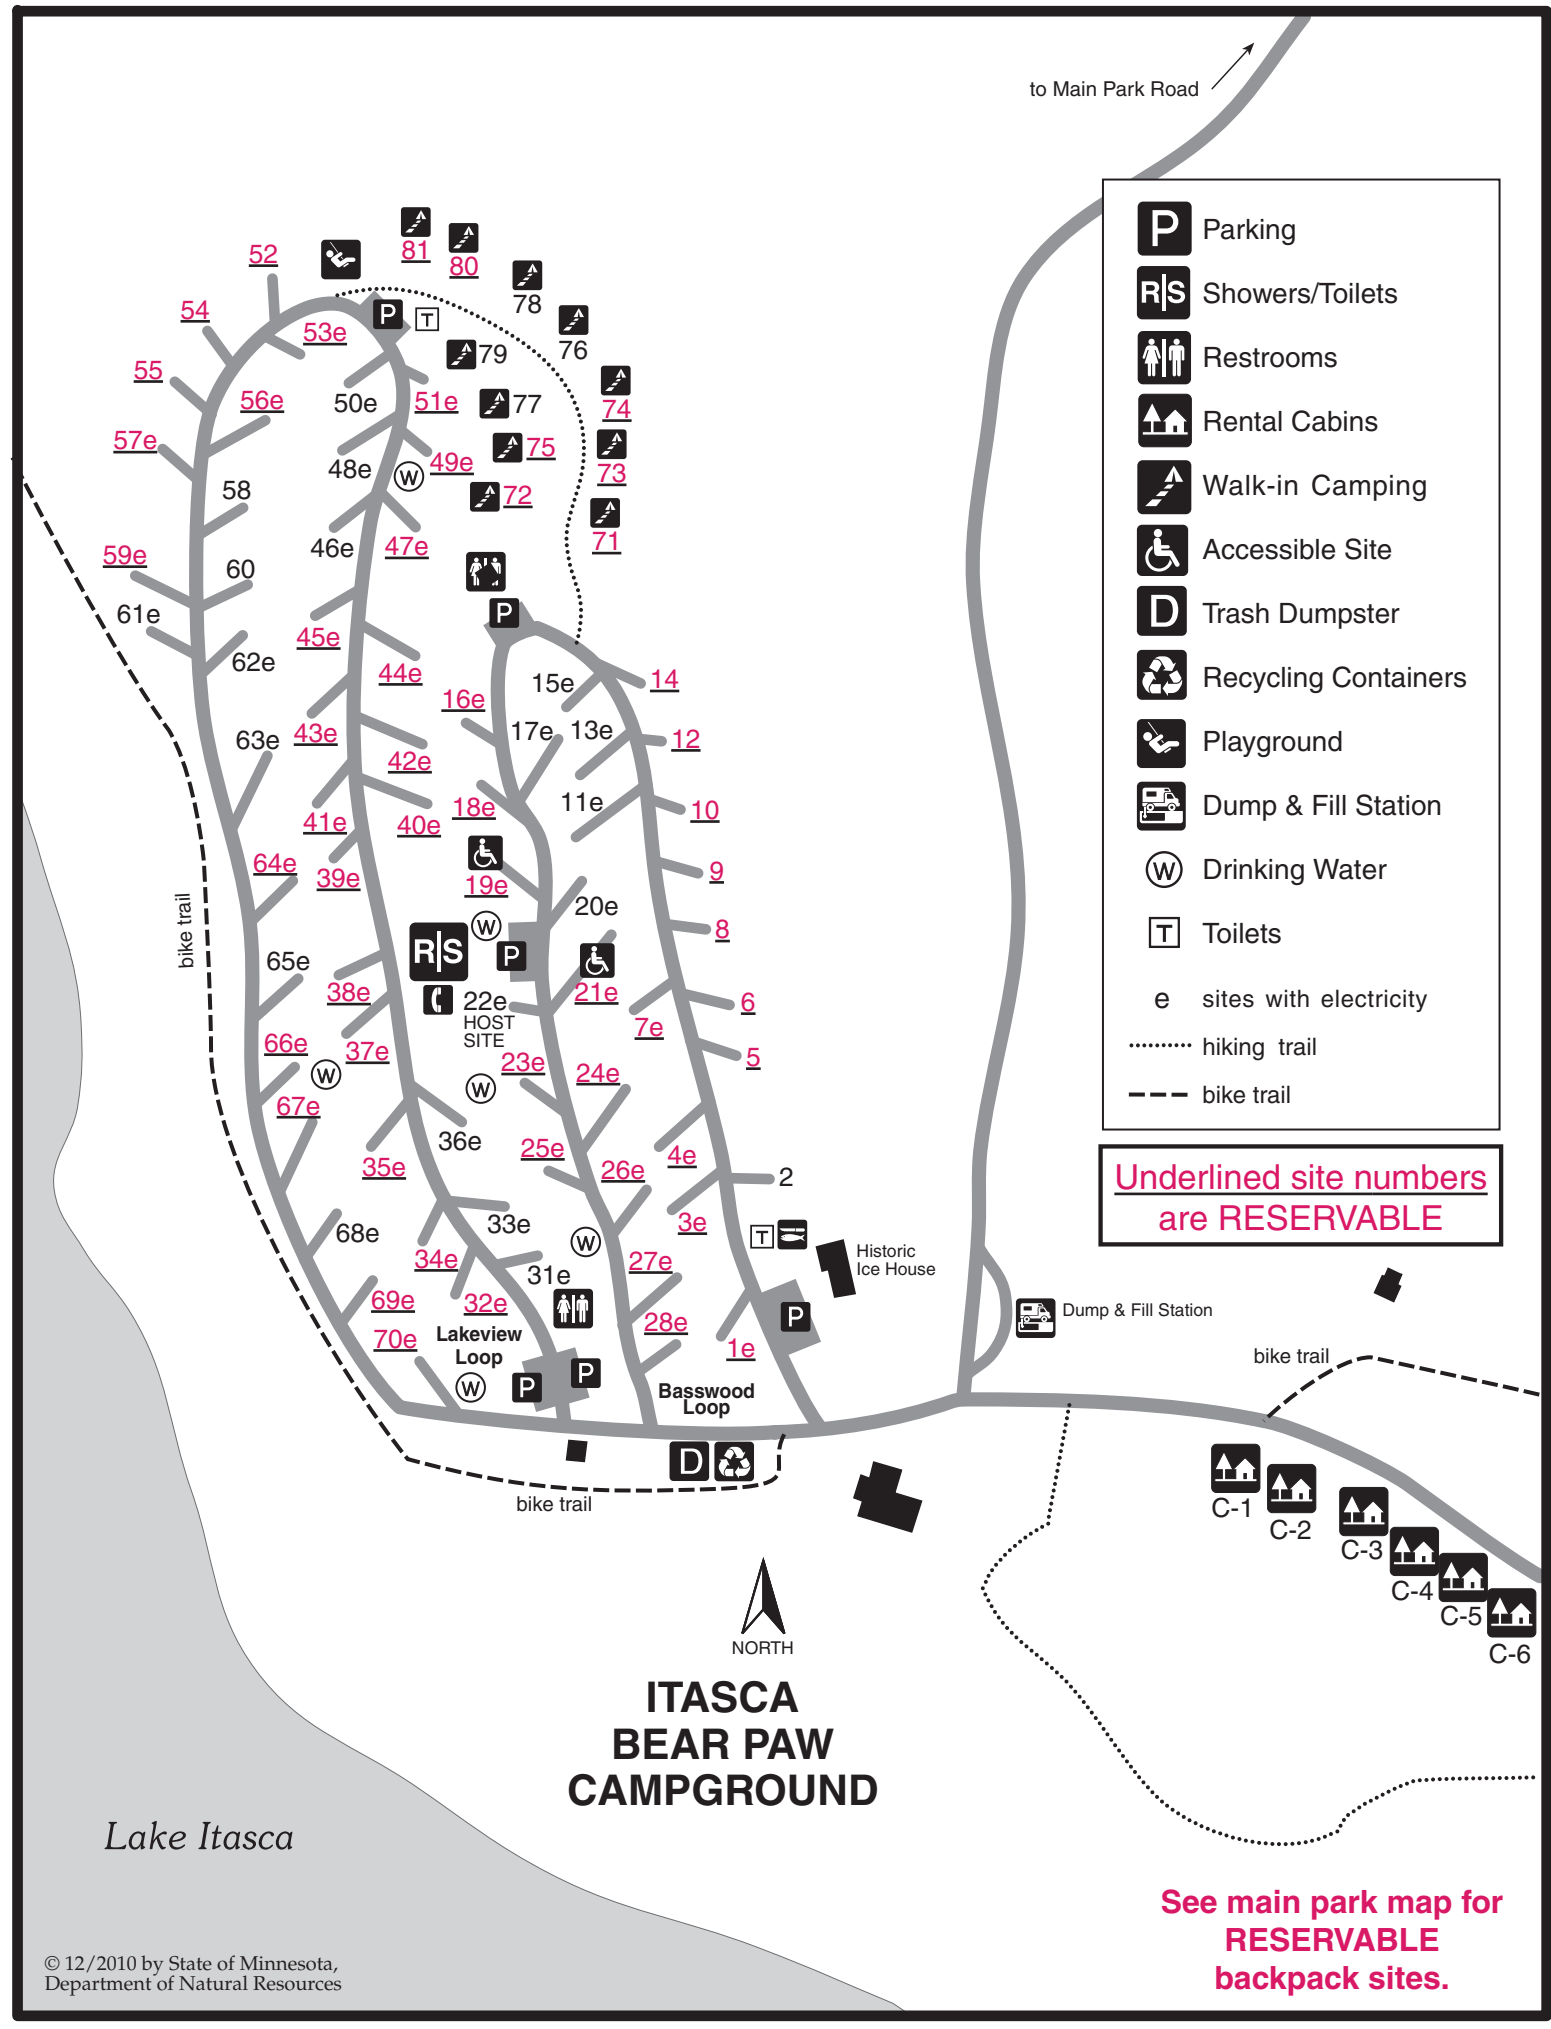 to Main Park Road
P Parking
R|S Showers/Toilets
Restrooms
Rental Cabins
Walk-in Camping
Accessible Site
D Trash Dumpster
Recycling Containers
Playground
Dump & Fill Station
W Drinking Water
T Toilets
e sites with electricity
hiking trail
bike trail
Underlined site numbers
are RESERVABLE
81
80
52
78
54
P
T
53e
76
79
55
56e
50e
51e
77
74
57e
48e
49e
75
73
W
58
72
46e
47e
71
59e
60
61e
P
45e
62e
44e
15e
14
16e
63e
43e
17e
13e
12
42e
11e
18e
10
41e
40e
64e
39e
19e
9
20e
bike trail
W
8
R|S
P
65e
38e
22e
21e
6
HOST
SITE
7e
66e
37e
23e
24e
5
W
W
67e
36e
25e
4e
35e
26e
2
68e
33e
3e
T
W
34e
27e
Historic
Ice House
31e
69e
32e
28e
P
Dump & Fill Station
70e
Lakeview
Loop
1e
bike trail
W
P
P
Basswood
Loop
D
bike trail
C-1
C-2
C-3
C-4
C-5
C-6
NORTH
ITASCA
BEAR PAW
CAMPGROUND
Lake Itasca
See main park map for
RESERVABLE
backpack sites.
© 12/2010 by State of Minnesota,
Department of Natural Resources